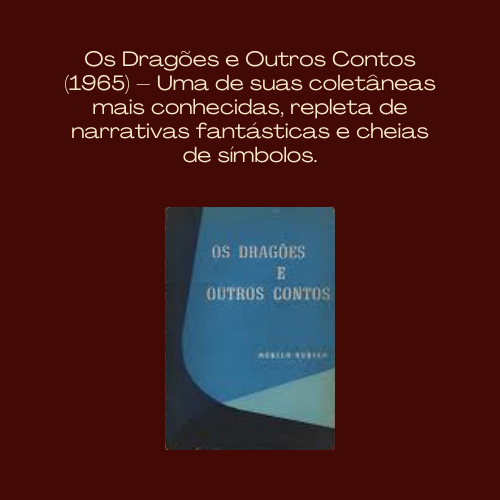 Os Dragões e Outros Contos
(1965) – Uma de suas coletâneas
mais conhecidas, repleta de
narrativas fantásticas e cheias
de símbolos.
OS DRAGÕES
E
OUTROS CONTOS
MURILO RUBIÃO